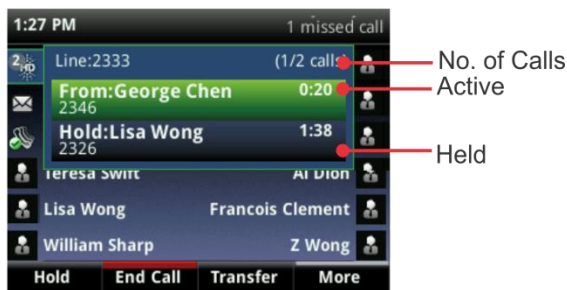 1:27 PM 1 missed call
2 HD Line:2333 (1/2 calls) No. of Calls
From:George Chen 0:20 Active
2346
Hold:Lisa Wong 1:38
2326 Held
Teresa Swift Al Dion
Lisa Wong Francois Clement
William Sharp Z Wong
Hold End Call Transfer More